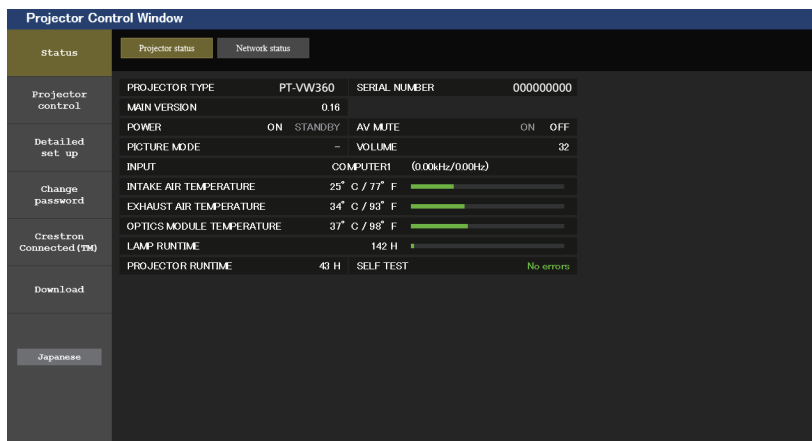 Projector Control Window
Status
Projector status Network status
Projector
control
Detailed
set up
Change
password
Crestron
Connected(TM)
Download
Japanese
PROJECTOR TYPE PT-VW360 SERIAL NUMBER 000000000
MAIN VERSION 0.16
POWER ON STANDBY AV MUTE ON OFF
PICTURE MODE – VOLUME 32
INPUT COMPUTER1 (0.00kHz/0.00Hz)
INTAKE AIR TEMPERATURE 25° C / 77° F
EXHAUST AIR TEMPERATURE 34° C / 93° F
OPTICS MODULE TEMPERATURE 37° C / 98° F
LAMP RUNTIME 142 H
PROJECTOR RUNTIME 43 H SELF TEST No errors